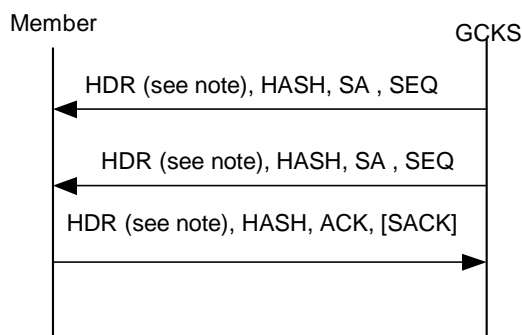 Member
GCKS
HDR (see note), HASH, SA , SEQ
HDR (see note), HASH, SA , SEQ
HDR (see note), HASH, ACK, [SACK]